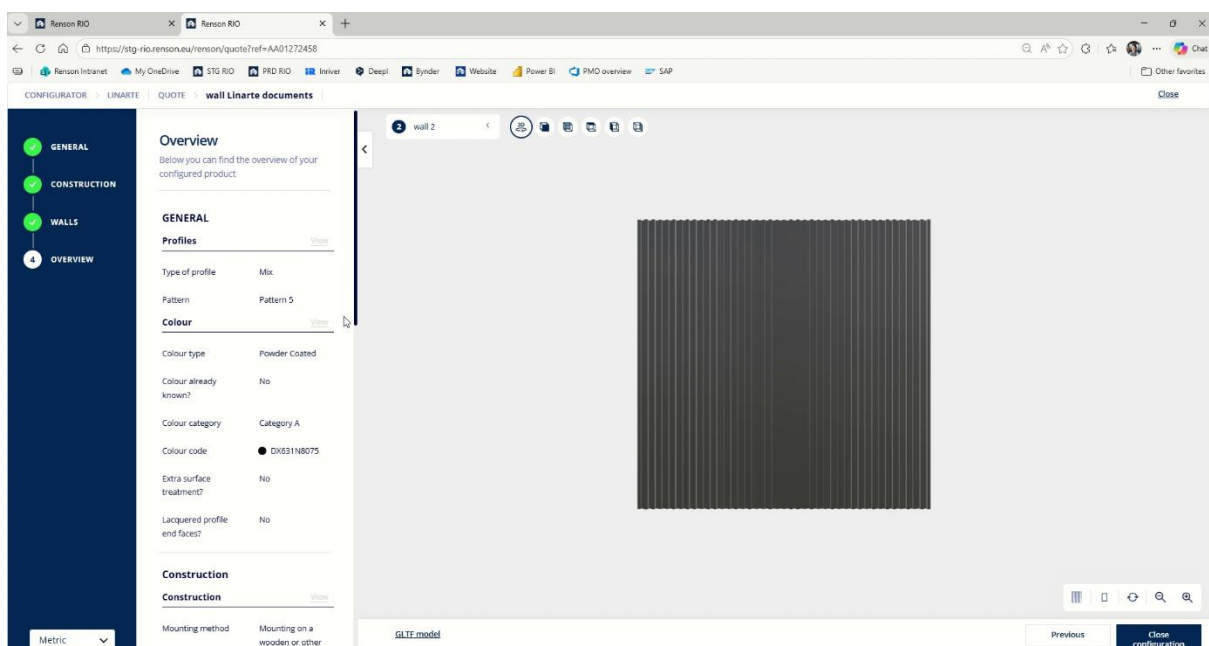 Renson RIO
Renson RIO
https://stg-rio.renson.eu/renson/quote?ref=AA01272458
Chat
Renson Intranet
MyOneDrive
STG RIO
PRD RIO
IR Inriver
Deepl
Bynder
Website
Power BI
PMO overview
SAP
Other favorites
CONFIGURATOR > LINARTE QUOTE > wall Linarte documents
Close
GENERAL
CONSTRUCTION
WALLS
4 OVERVIEW
Metric
Overview
Below you can find the overview of your
configured product
GENERAL
Profiles View
Type of profile Mix
Pattern Pattern 5
Colour View
Colour type Powder Coated
Colour already No
known?
Colour category Category A
Colour code DX631N8075
Extra surface No
treatment?
Lacquered profile No
end faces?
Construction
Construction View
Mounting method Mounting on a
wooden or other
2 wall 2
3D
GLTF model
Previous
Close
configuration